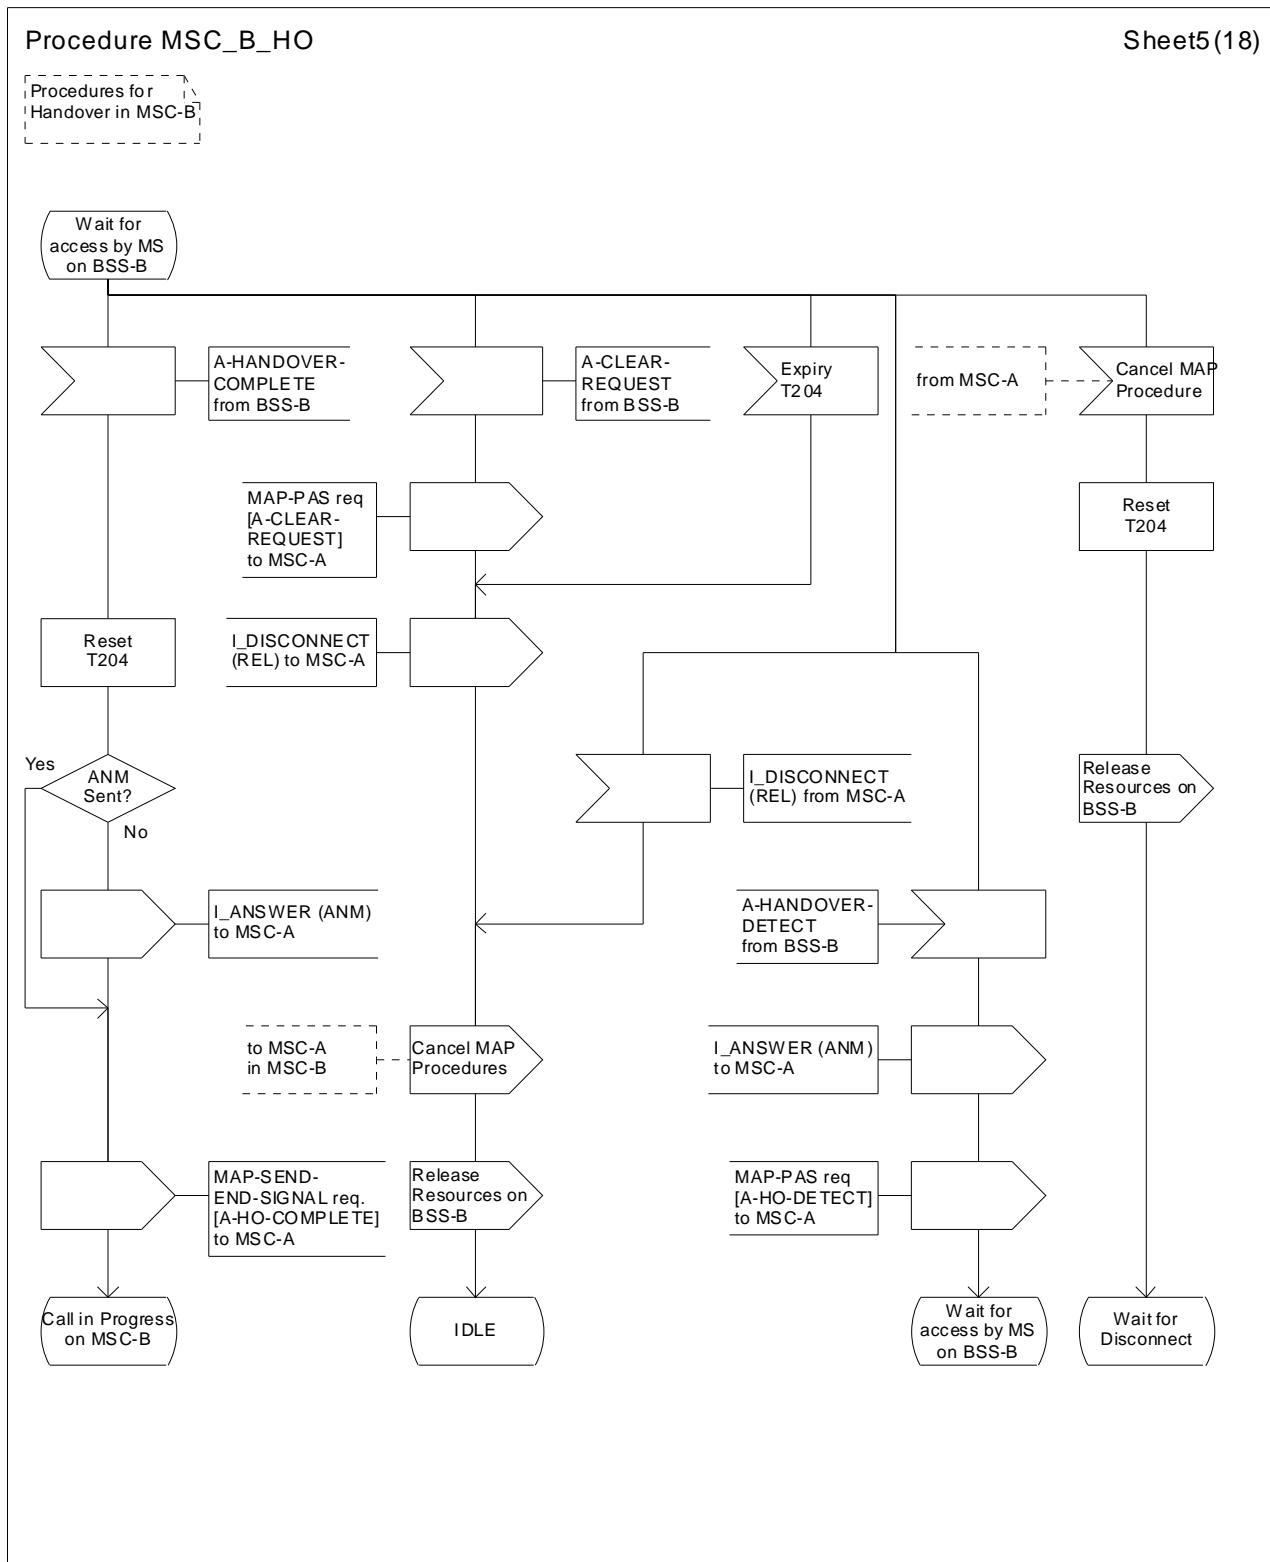 Procedure MSC_B_HO
Sheet5(18)
Procedures for
Handover in MSC-B
Wait for
access by MS
on BSS-B
A-HANDOVER-
COMPLETE
from BSS-B
A-CLEAR-
REQUEST
from BSS-B
Expiry
T204
from MSC-A
Cancel MAP
Procedure
MAP-PAS req
[A-CLEAR-
REQUEST]
to MSC-A
Reset
T204
Reset
T204
I_DISCONNECT
(REL) to MSC-A
Yes
ANM
Sent?
No
I_DISCONNECT
(REL) from MSC-A
Release
Resources on
BSS-B
I_ANSWER (ANM)
to MSC-A
A-HANDOVER-
DETECT
from BSS-B
to MSC-A
in MSC-B
Cancel MAP
Procedures
I_ANSWER (ANM)
to MSC-A
MAP-SEND-
END-SIGNAL req.
[A-HO-COMPLETE]
to MSC-A
Release
Resources on
BSS-B
MAP-PAS req
[A-HO-DETECT]
to MSC-A
Call in Progress
on MSC-B
IDLE
Wait for
access by MS
on BSS-B
Wait for
Disconnect